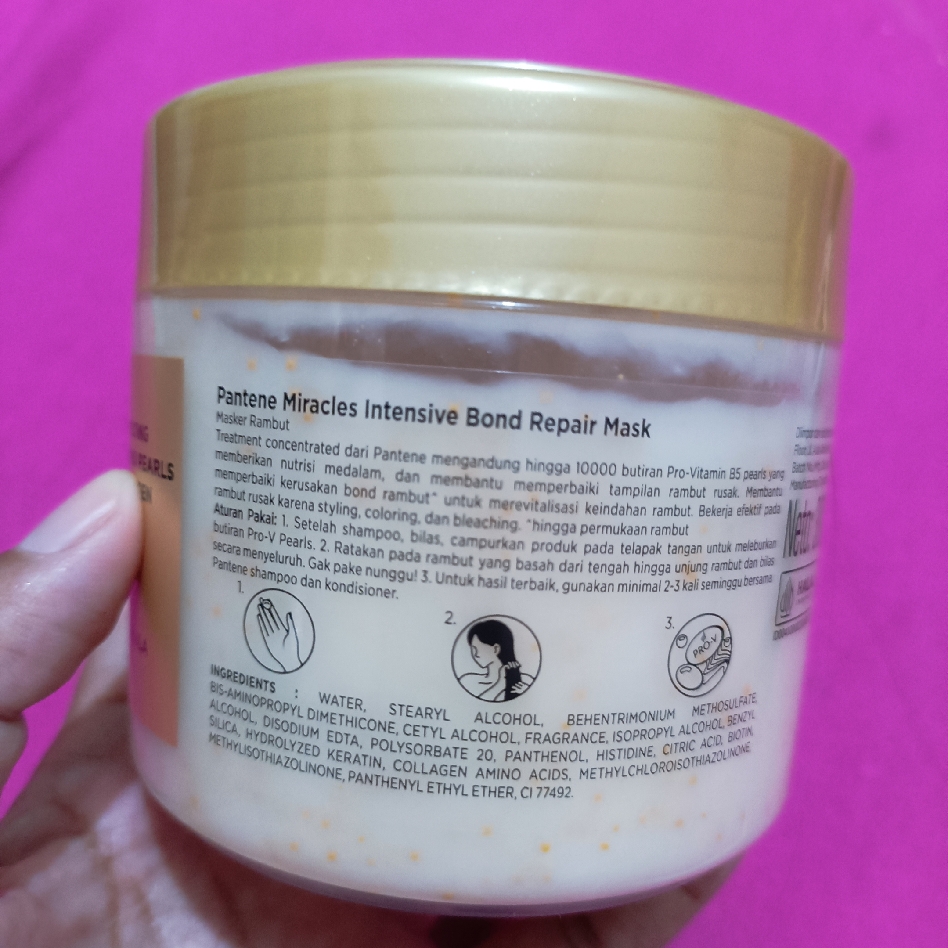 PEARLS
Pantene Miracles Intensive Bond Repair Mask
Masker Rambut
Treatment concentrated dari Pantene mengandung hingga 10000 butiran Pro-Vitamin B5 pearls yang
memberikan nutrisi medalam, dan membantu memperbaiki tampilan rambut rusak. Membantu
memperbaiki kerusakan bond rambut^ untuk merevitalisasi keindahan rambut. Bekerja efektif pada
rambut rusak karena styling, coloring, dan bleaching. ^hingga permukaan rambut
Aturan Pakai: 1. Setelah shampoo, bilas, campurkan produk pada telapak tangan untuk meleburkan
butiran Pro-V Pearls. 2. Ratakan pada rambut yang basah dari tengah hingga ujung rambut dan bilas
secara menyeluruh. Gak pake nunggu! 3. Untuk hasil terbaik, gunakan minimal 2-3 kali seminggu bersama
Pantene shampoo dan kondisioner.
1.
2.
3.
PRO-V
INGREDIENTS : WATER, STEARYL ALCOHOL, BEHENTRIMONIUM METHOSULFATE,
BIS-AMINOPROPYL DIMETHICONE, CETYL ALCOHOL, FRAGRANCE, ISOPROPYL ALCOHOL, BENZYL
ALCOHOL, DISODIUM EDTA, POLYSORBATE 20, PANTHENOL, HISTIDINE, CITRIC ACID, BIOTIN,
SILICA, HYDROLYZED KERATIN, COLLAGEN AMINO ACIDS, METHYLCHLOROISOTHIAZOLINONE,
METHYLISOTHIAZOLINONE, PANTHENYL ETHYL ETHER, CI 77492.